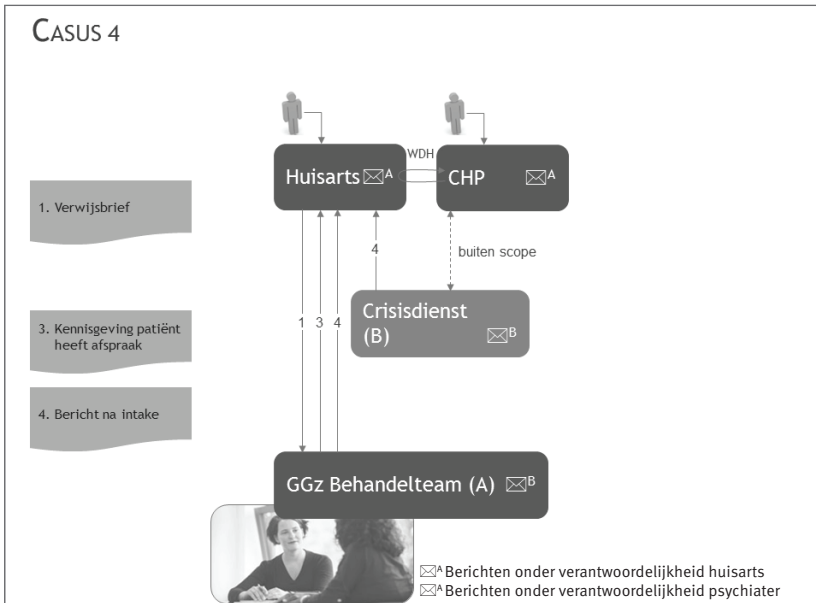 CASUS 4
WDH
Huisarts A
CHP A
1. Verwijsbrief
4
buiten scope
Crisisdienst
(B) B
1 3 4
3. Kennisgeving patiënt
heeft afspraak
4. Bericht na intake
GGz Behandelteam (A) B
A Berichten onder verantwoordelijkheid huisarts
A Berichten onder verantwoordelijkheid psychiater